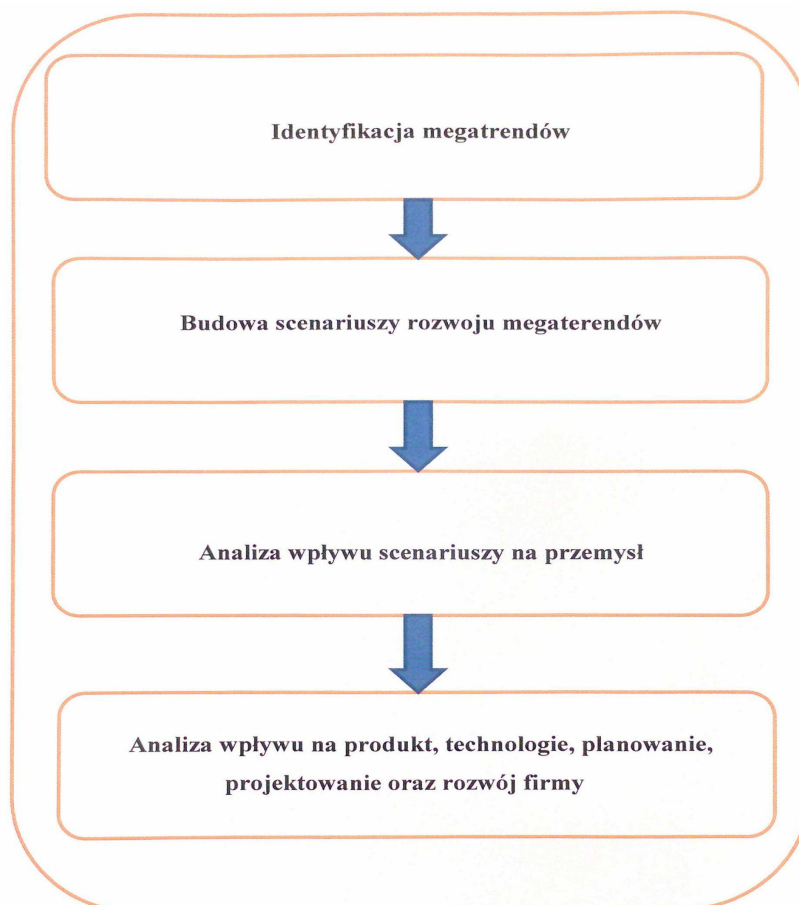 Identyfikacja megatrendów
Budowa scenariuszy rozwoju megaterendów
Analiza wpływu scenariuszy na przemysł
Analiza wpływu na produkt, technologie, planowanie,
projektowanie oraz rozwój firmy